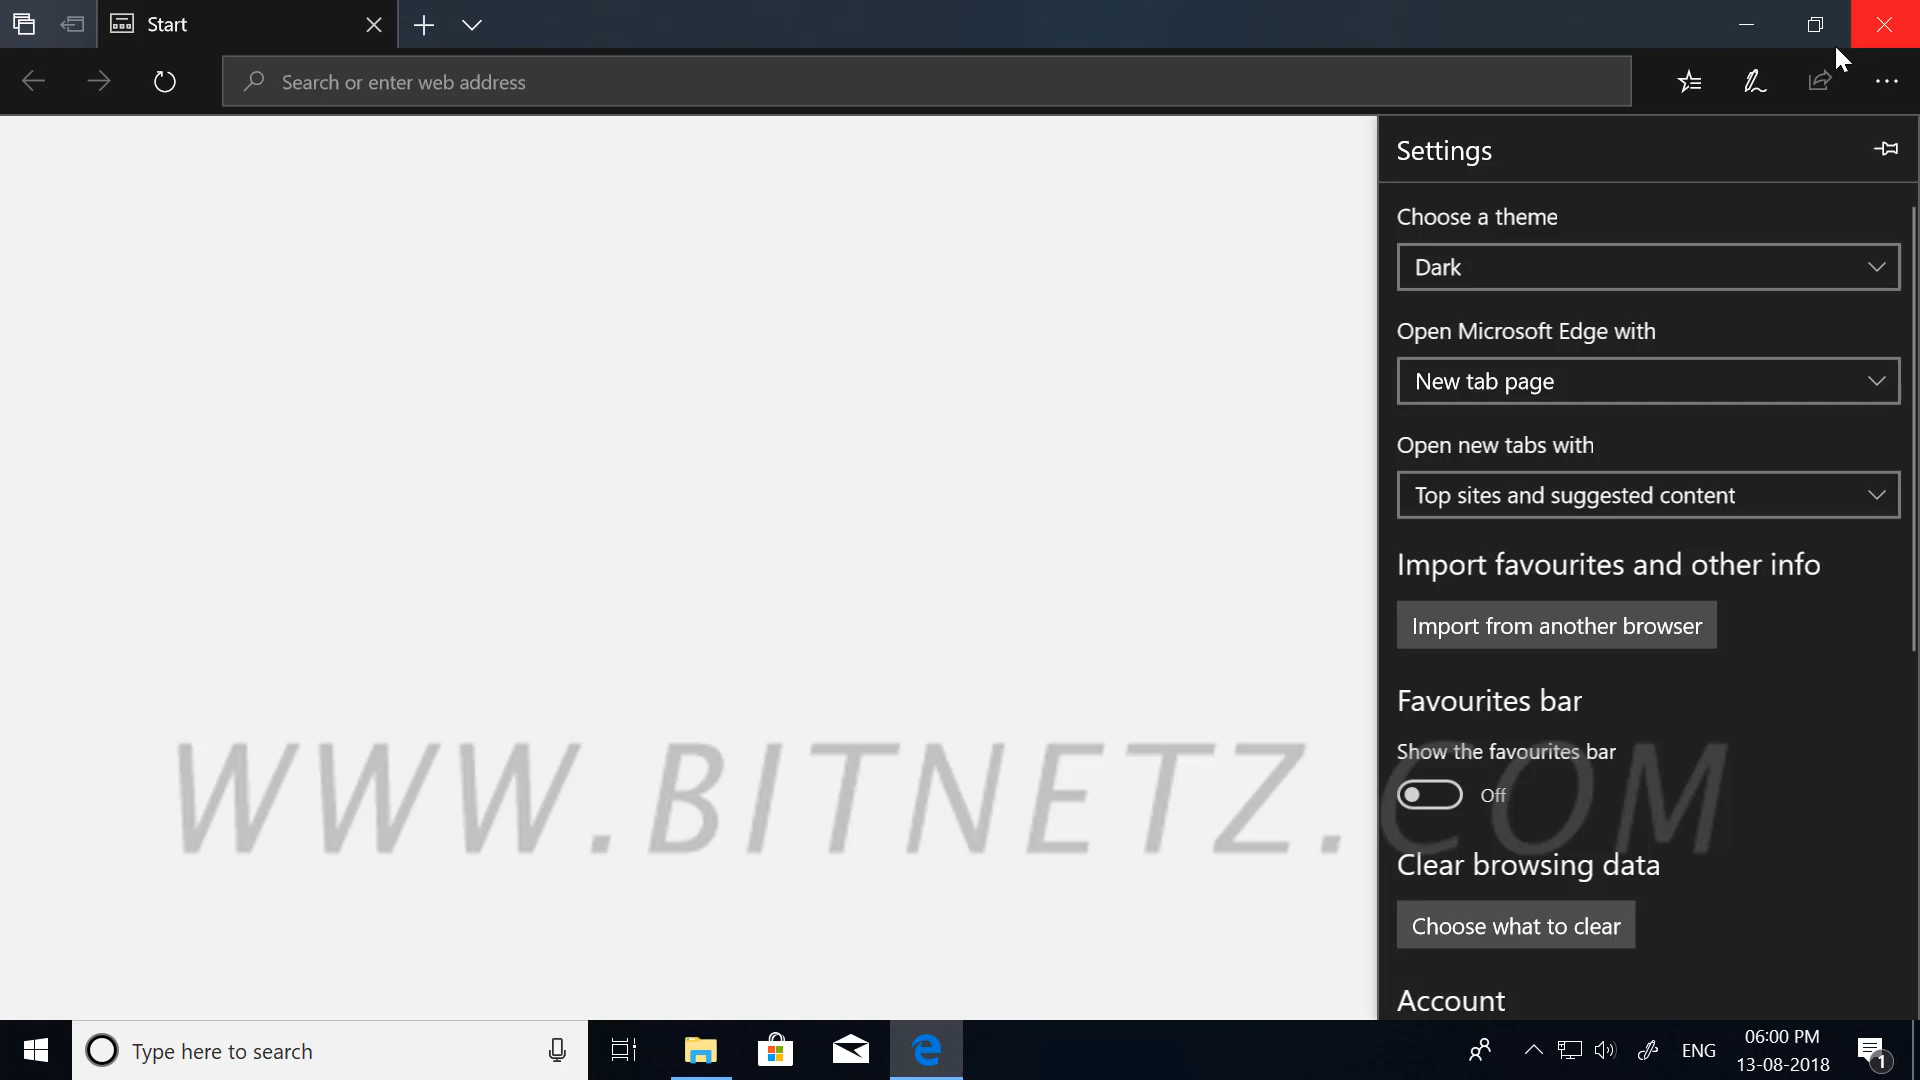 Start
Search or enter web address
Settings
Choose a theme
Dark
Open Microsoft Edge with
New tab page
Open new tabs with
Top sites and suggested content
Import favourites and other info
Import from another browser
Favourites bar
Show the favourites bar
Off
WWW.BITNETZ.COM
Clear browsing data
Choose what to clear
Account
Type here to search
ENG
06:00 PM
13-08-2018
1